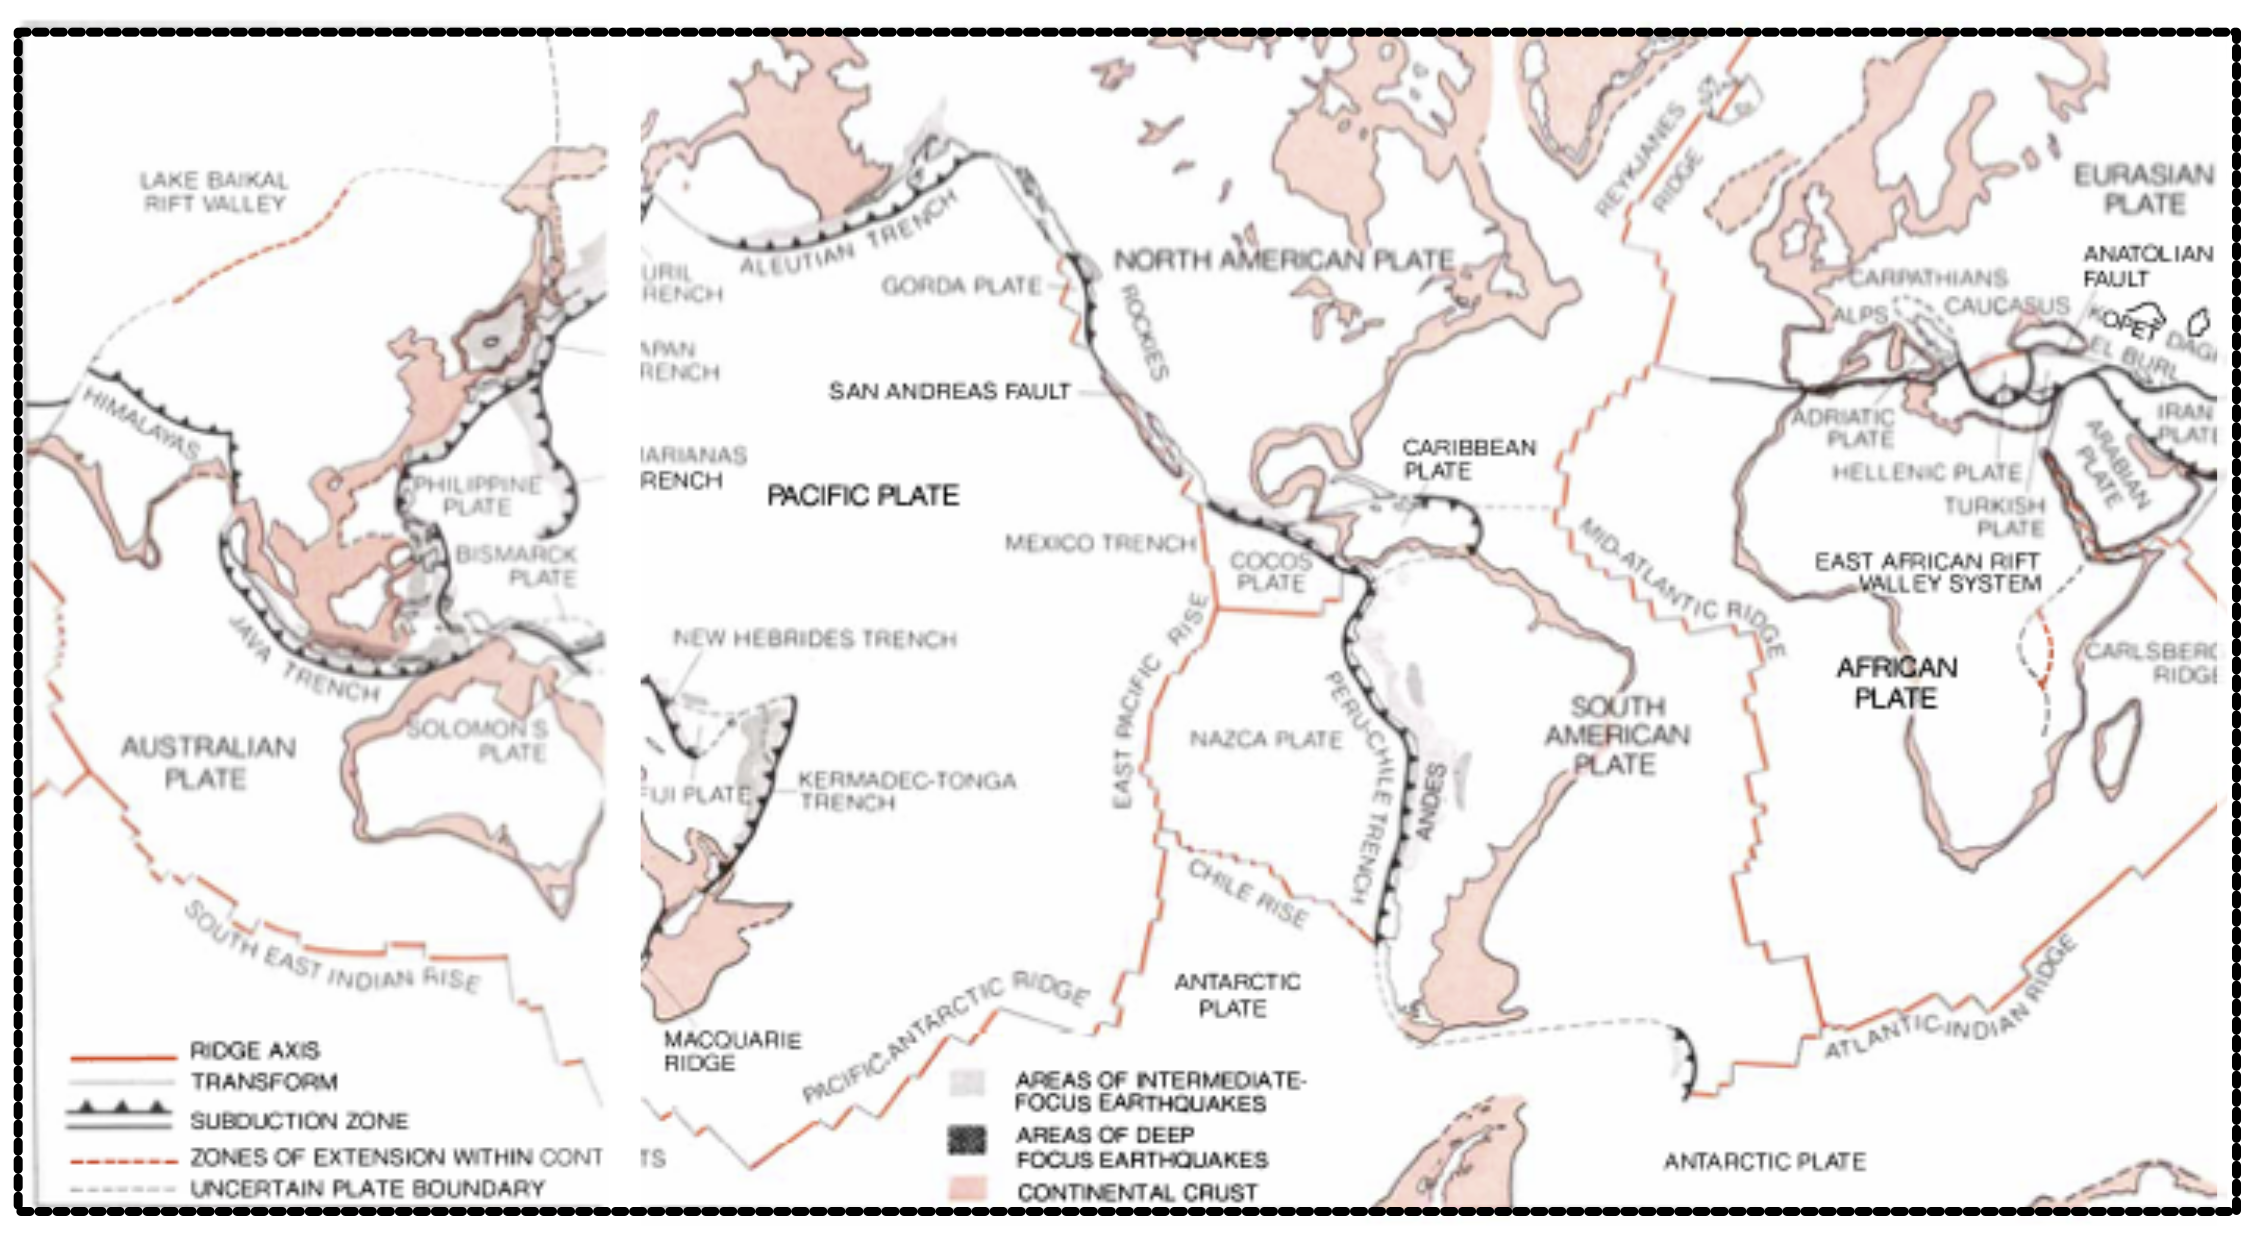 LAKE BAIKAL
RIFT VALLEY
HIMALAYAS
PHILIPPINE
PLATE
BISMARCK
PLATE
JAVA TRENCH
AUSTRALIAN
PLATE
SOLOMON'S
PLATE
SOUTH EAST INDIAN RISE
RIDGE AXIS
TRANSFORM
SUBDUCTION ZONE
ZONES OF EXTENSION WITHIN CONT
TS
UNCERTAIN PLATE BOUNDARY
ALEUTIAN TRENCH
URIL
RENCH
APAN
RENCH
ARIANAS
RENCH
GORDA PLATE
NORTH AMERICAN PLATE
ROCKIES
SAN ANDREAS FAULT
PACIFIC PLATE
MEXICO TRENCH
COCOS
PLATE
CARIBBEAN
PLATE
NEW HEBRIDES TRENCH
UJI PLATE
KERMADEC-TONGA
TRENCH
EAST PACIFIC RISE
NAZCA PLATE
PERU-CHILE TRENCH
ANDES
SOUTH
AMERICAN
PLATE
CHILE RISE
ANTARCTIC
PLATE
MACQUARIE
RIDGE
PACIFIC-ANTARCTIC RIDGE
AREAS OF INTERMEDIATE-
FOCUS EARTHQUAKES
AREAS OF DEEP
FOCUS EARTHQUAKES
CONTINENTAL CRUST
REYKJANES
RIDGE
EURASIAN
PLATE
ANATOLIAN
FAULT
CARPATHIANS
ALPS
CAUCASUS
KOPET DAGH
EL BURL
IRAN
PLATE
ADRIATIC
PLATE
HELLENIC PLATE
TURKISH
PLATE
ARABIAN
PLATE
MID-ATLANTIC RIDGE
EAST AFRICAN RIFT
VALLEY SYSTEM
AFRICAN
PLATE
CARLSBERG
RIDGE
ATLANTIC-INDIAN RIDGE
ANTARCTIC PLATE